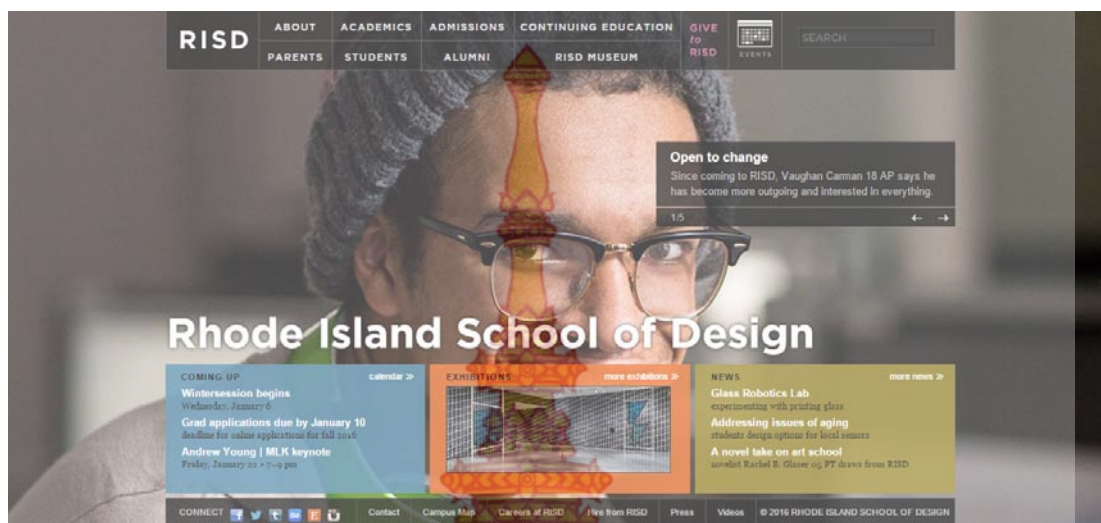 RISD
ABOUT ACADEMICS ADMISSIONS CONTINUING EDUCATION
PARENTS STUDENTS ALUMNI RISD MUSEUM
GIVE
to
RISD
EVENTS
SEARCH
Open to change
Since coming to RISD, Vaughan Carman 18 AP says he
has become more outgoing and interested in everything.
1/5
Rhode Island School of Design
COMING UP calendar »
Wintersession begins
Wednesday, January 6
Grad applications due by January 10
deadline for online applications for fall 2016
Andrew Young | MLK keynote
Friday, January 22 • 7–9 pm
EXHIBITIONS more exhibitions »
NEWS more news »
Glass Robotics Lab
experimenting with printing glass
Addressing issues of aging
students design options for local seniors
A novel take on art school
novelist Rachel B. Glaser 05 PT draws from RISD
CONNECT Contact Campus Map Careers at RISD Hire from RISD Press Videos © 2016 RHODE ISLAND SCHOOL OF DESIGN